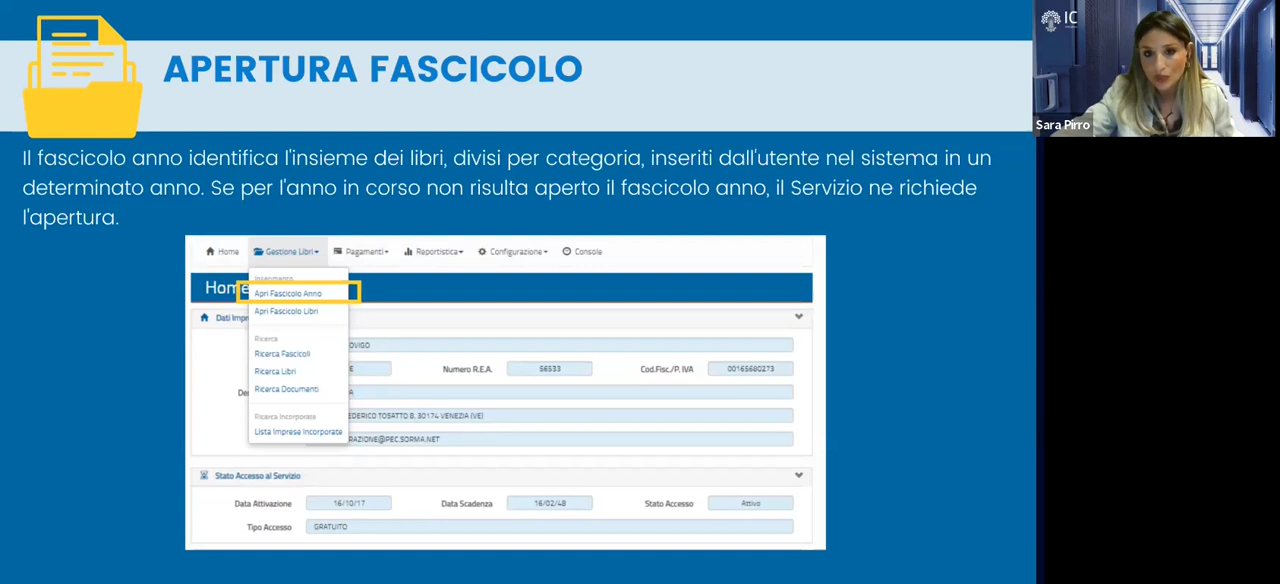 APERTURA FASCICOLO
IC
Sara Pirro
Il fascicolo anno identifica l'insieme dei libri, divisi per categoria, inseriti dall'utente nel sistema in un
determinato anno. Se per l'anno in corso non risulta aperto il fascicolo anno, il Servizio ne richiede
l'apertura.
Home Gestione Libri Pagamenti Reportistica Configurazione Console
Inserimento
Home
Apri Fascicolo Anno
Apri Fascicolo Libri
Dati Impr
Ricerca
OVIGO
Ricerca Fascicoli
E Numero R.E.A. 56533 Cod.Fisc./P. IVA 00165680273
Ricerca Libri
Ricerca Documenti
De A
Ricerca Incorporate
EDERICO TOSATTO 8, 30174 VENEZIA (VE)
Lista Imprese Incorporate
RAZIONE@PEC.SORMA.NET
Stato Accesso al Servizio
Data Attivazione 16/10/17 Data Scadenza 16/02/48 Stato Accesso Attivo
Tipo Accesso GRATUITO